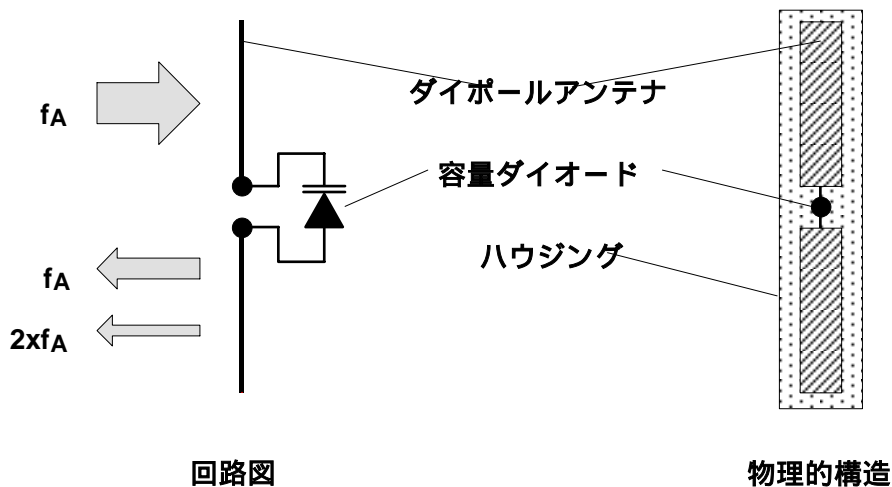 fA
ダイポールアンテナ
容量ダイオード
fA
ハウジング
2xfA
回路図
物理的構造